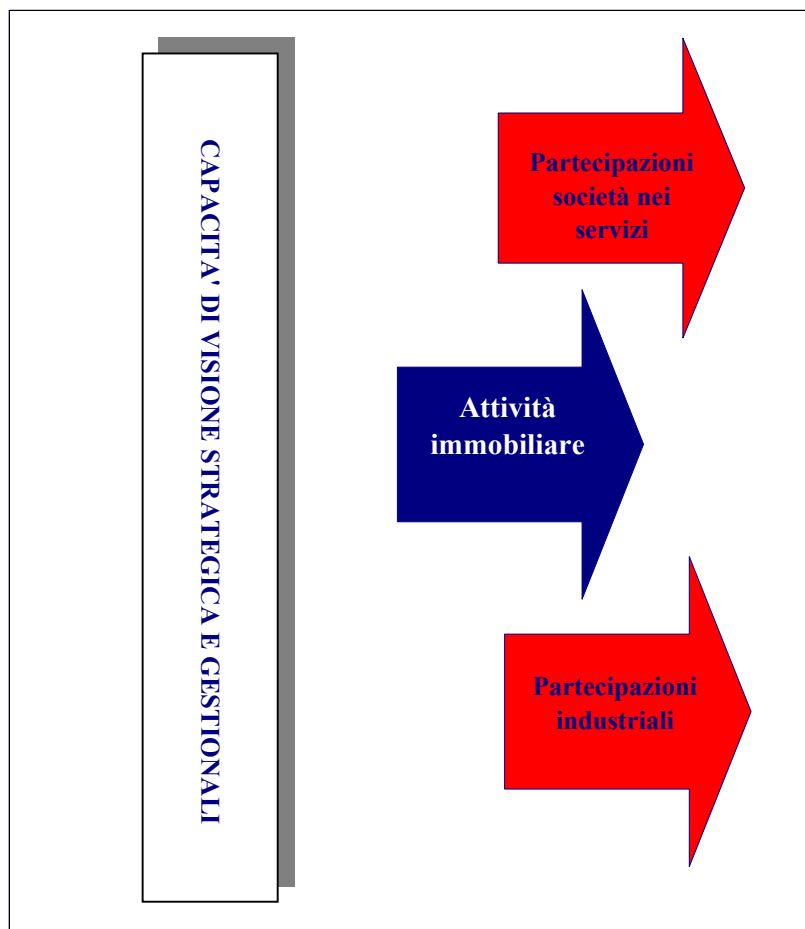 CAPACITA' DI VISIONE STRATEGICA E GESTIONALI
Partecipazioni
società nei
servizi
Attività
immobiliare
Partecipazioni
industriali